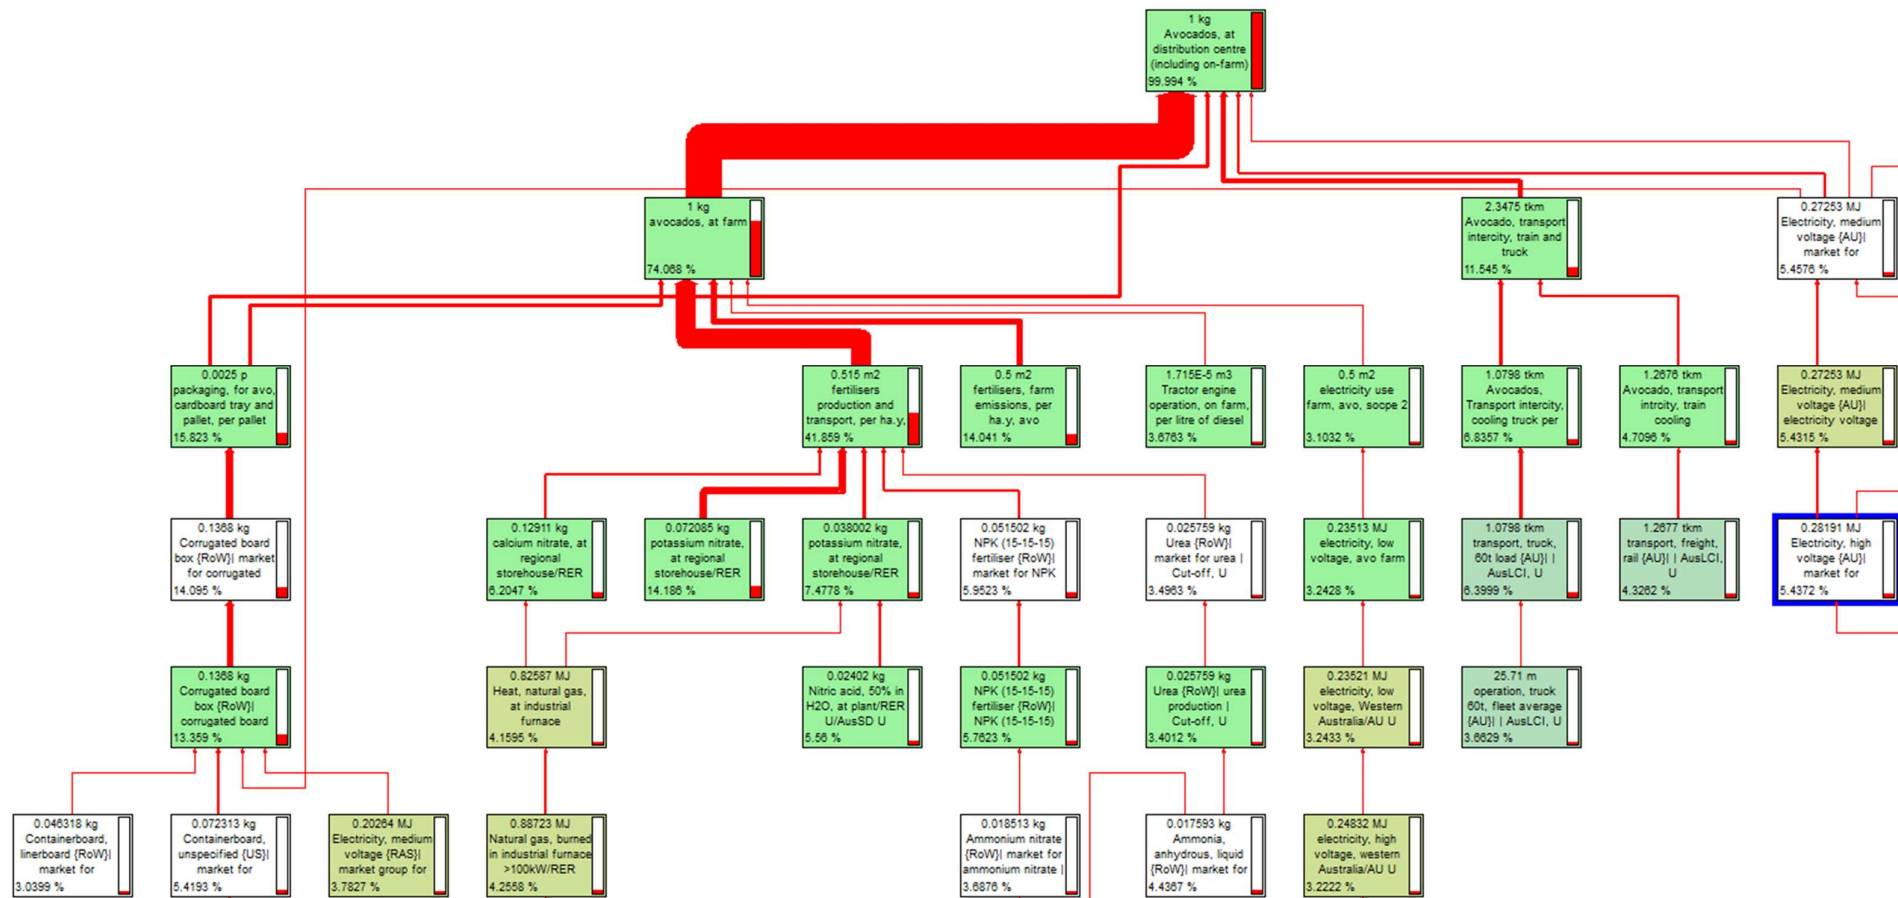 1 kg
Avocados, at
distribution centre
(including on-farm)
99.994 %
1 kg
avocados, at farm
74.068 %
2.3475 tkm
Avocado, transport
intercity, train and
truck
11.545 %
0.27253 MJ
Electricity, medium
voltage {AU}|
market for
5.4576 %
0.0025 p
packaging, for avo,
cardboard tray and
pallet, per pallet
15.823 %
0.515 m2
fertilisers
production and
transport, per ha.y,
41.859 %
0.5 m2
fertilisers, farm
emissions, per
ha.y, avo
14.041 %
1.715E-5 m3
Tractor engine
operation, on farm,
per litre of diesel
3.6763 %
0.5 m2
electricity use
farm, avo, socpe 2
3.1032 %
1.0798 tkm
Avocados,
Transport intercity,
cooling truck per
6.8357 %
1.2676 tkm
Avocado, transport
intrcity, train
cooling
4.7096 %
0.27253 MJ
Electricity, medium
voltage {AU}|
electricity voltage
5.4315 %
0.1368 kg
Corrugated board
box {RoW}| market
for corrugated
14.095 %
0.12911 kg
calcium nitrate, at
regional
storehouse/RER
6.2047 %
0.072085 kg
potassium nitrate,
at regional
storehouse/RER
14.186 %
0.038002 kg
potassium nitrate,
at regional
storehouse/RER
7.4778 %
0.051502 kg
NPK (15-15-15)
fertiliser {RoW}|
market for NPK
5.9523 %
0.025759 kg
Urea {RoW}|
market for urea |
Cut-off, U
3.4963 %
0.23513 MJ
electricity, low
voltage, avo farm
3.2428 %
1.0798 tkm
transport, truck,
60t load {AU}| |
AusLCI, U
6.3999 %
1.2677 tkm
transport, freight,
rail {AU}| | AusLCI,
U
4.3262 %
0.28191 MJ
Electricity, high
voltage {AU}|
market for
5.4372 %
0.1368 kg
Corrugated board
box {RoW}|
corrugated board
13.359 %
0.82587 MJ
Heat, natural gas,
at industrial
furnace
4.1595 %
0.02402 kg
Nitric acid, 50% in
H2O, at plant/RER
U/AusSD U
5.56 %
0.051502 kg
NPK (15-15-15)
fertiliser {RoW}|
NPK (15-15-15)
5.7623 %
0.025759 kg
Urea {RoW}| urea
production |
Cut-off, U
3.4012 %
0.23521 MJ
electricity, low
voltage, Western
Australia/AU U
3.2433 %
25.71 m
operation, truck
60t, fleet average
{AU}| | AusLCI, U
3.6629 %
0.046318 kg
Containerboard,
linerboard {RoW}|
market for
3.0399 %
0.072313 kg
Containerboard,
unspecified {US}|
market for
5.4193 %
0.20264 MJ
Electricity, medium
voltage {RAS}|
market group for
3.7827 %
0.88723 MJ
Natural gas, burned
in industrial furnace
>100kW/RER
4.2558 %
0.018513 kg
Ammonium nitrate
{RoW}| market for
ammonium nitrate |
3.6876 %
0.017593 kg
Ammonia,
anhydrous, liquid
{RoW}| market for
4.4367 %
0.24832 MJ
electricity, high
voltage, western
Australia/AU U
3.2222 %